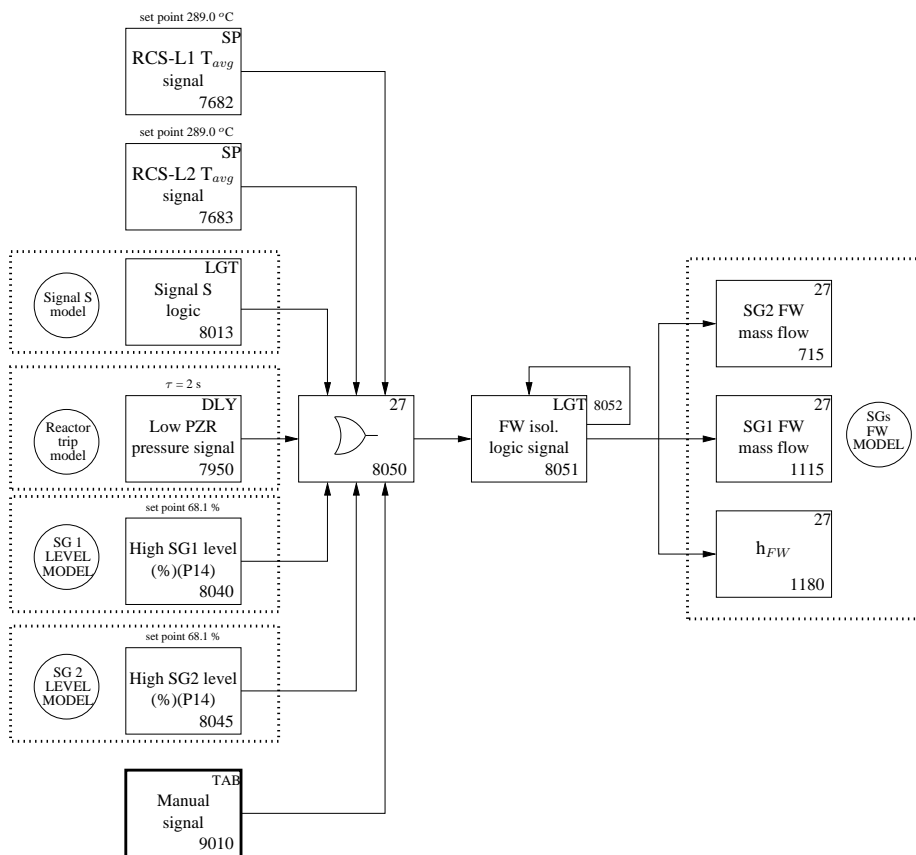 set point 289.0 °C
SP
RCS-L1 T_avg
signal
7682
set point 289.0 °C
SP
RCS-L2 T_avg
signal
7683
Signal S
model
LGT
Signal S
logic
8013
Reactor
trip
model
τ = 2 s
DLY
Low PZR
pressure signal
7950
SG 1
LEVEL
MODEL
set point 68.1 %
High SG1 level
(%)(P14)
8040
SG 2
LEVEL
MODEL
set point 68.1 %
High SG2 level
(%)(P14)
8045
TAB
Manual
signal
9010
27
8050
LGT
FW isol.
logic signal
8051
8052
27
SG2 FW
mass flow
715
27
SG1 FW
mass flow
1115
27
h_FW
1180
SGs
FW
MODEL